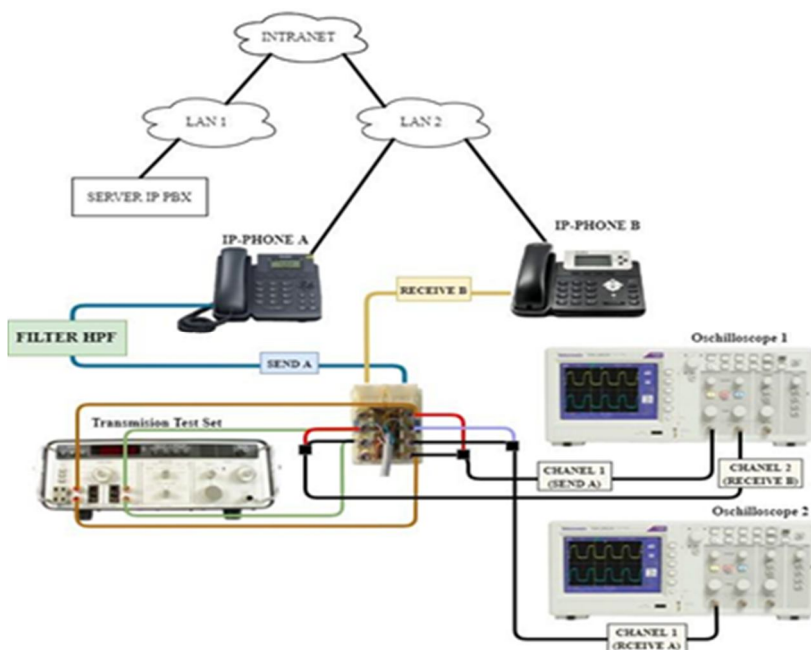 INTRANET
LAN 1
LAN 2
SERVER IP PBX
IP-PHONE A
IP-PHONE B
RECEIVE B
FILTER HPF
SEND A
Oschilloscope 1
Transmision Test Set
CHANEL 1
(SEND A)
CHANEL 2
(RECEIVE B)
Oschilloscope 2
CHANEL 1
(RCEIVE A)